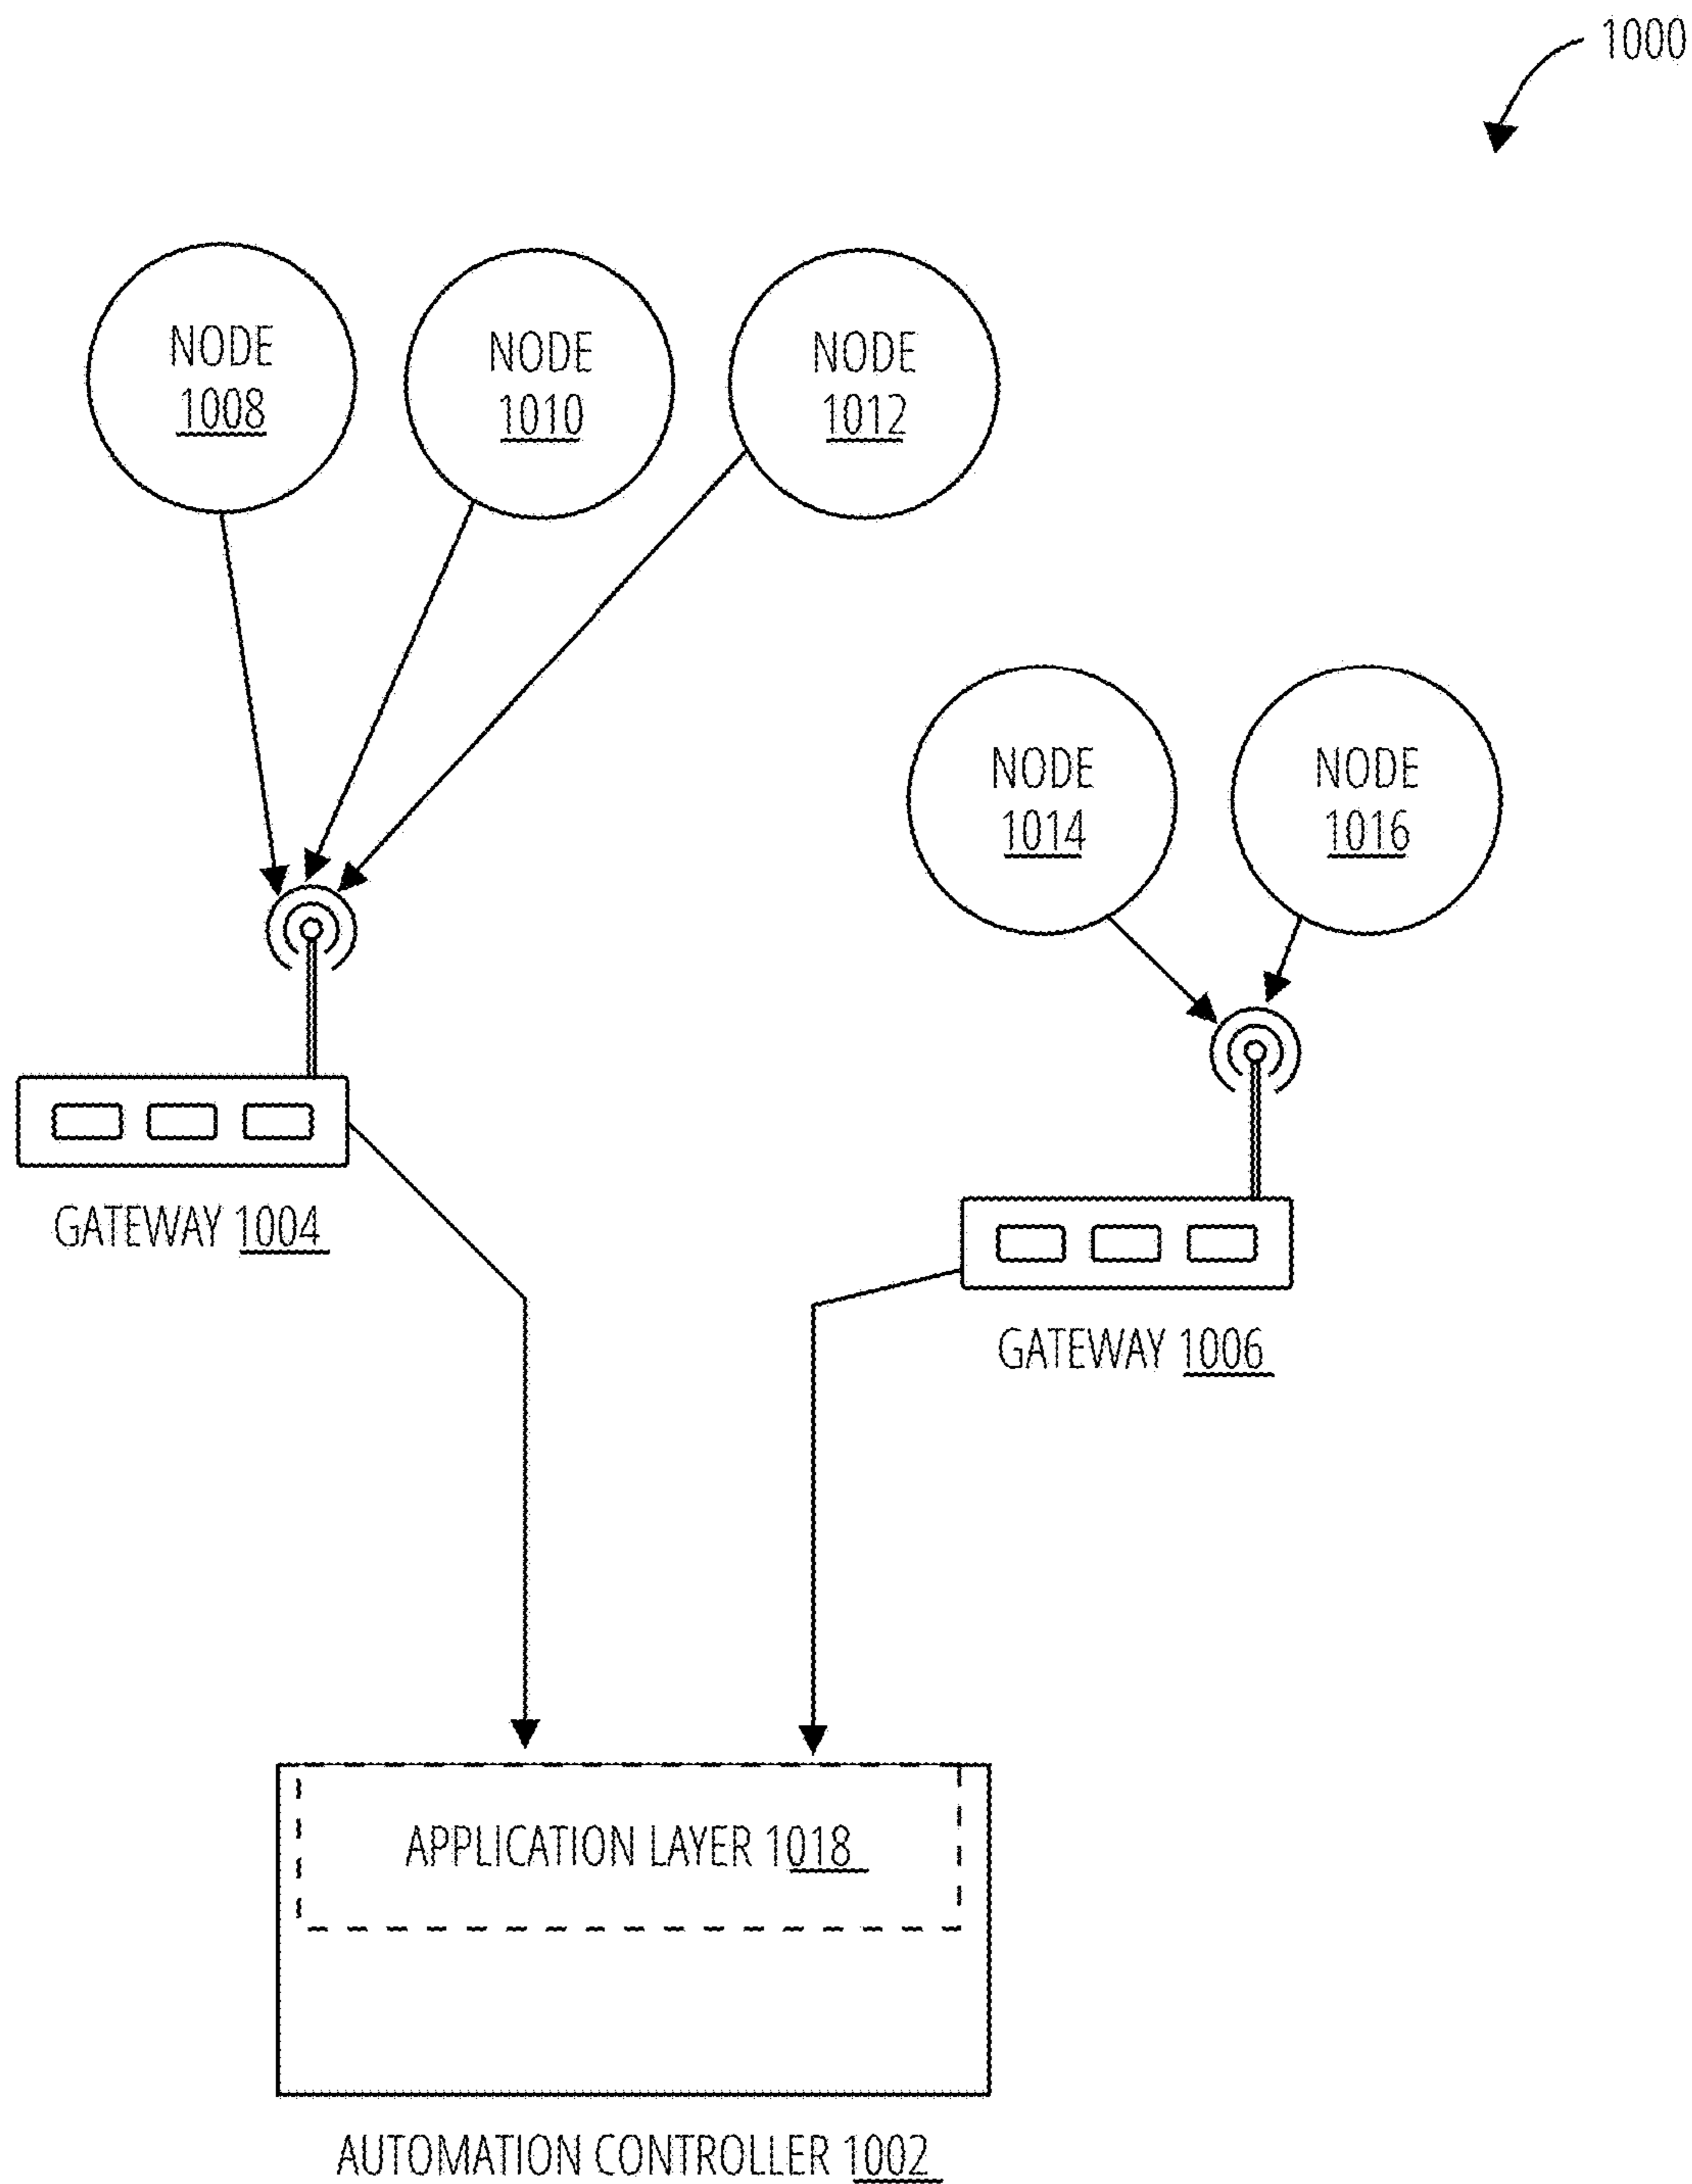 1000
NODE
1008
NODE
1010
NODE
1012
NODE
1014
NODE
1016
GATEWAY 1004
GATEWAY 1006
APPLICATION LAYER 1018
AUTOMATION CONTROLLER 1002